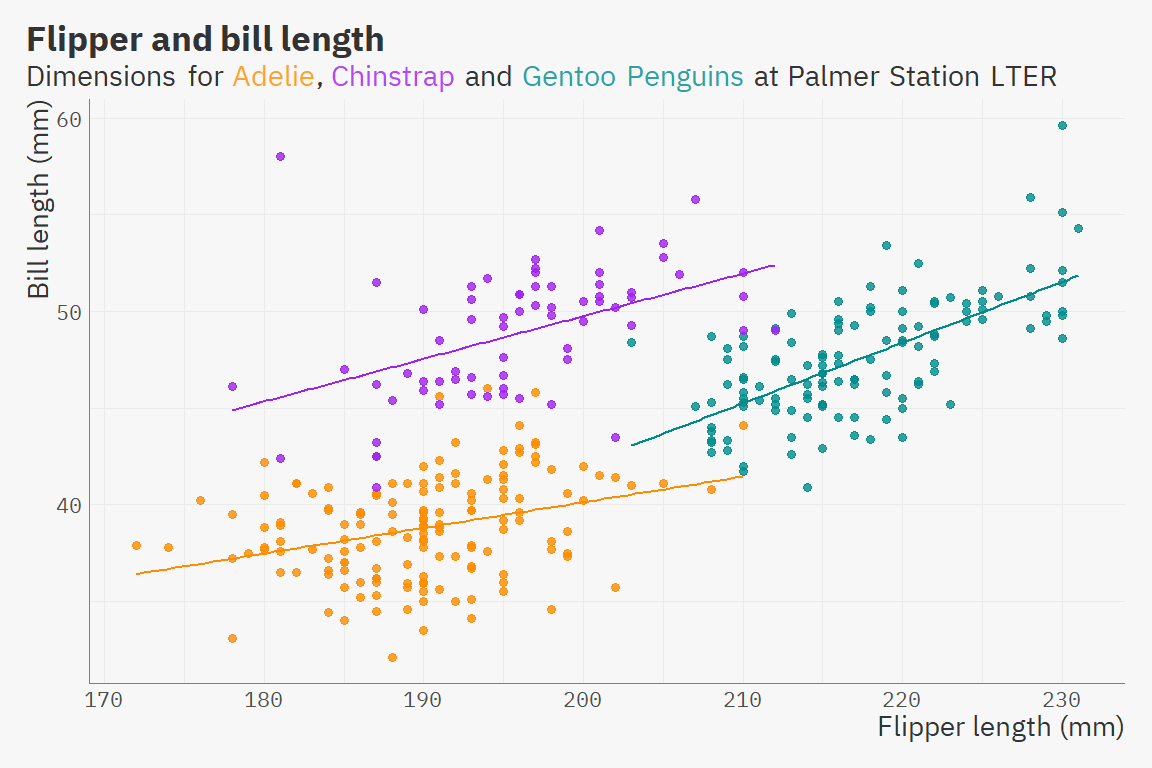 Flipper and bill length
Dimensions for Adelie, Chinstrap and Gentoo Penguins at Palmer Station LTER
Bill length (mm)
60
50
40
170 180 190 200 210 220 230
Flipper length (mm)